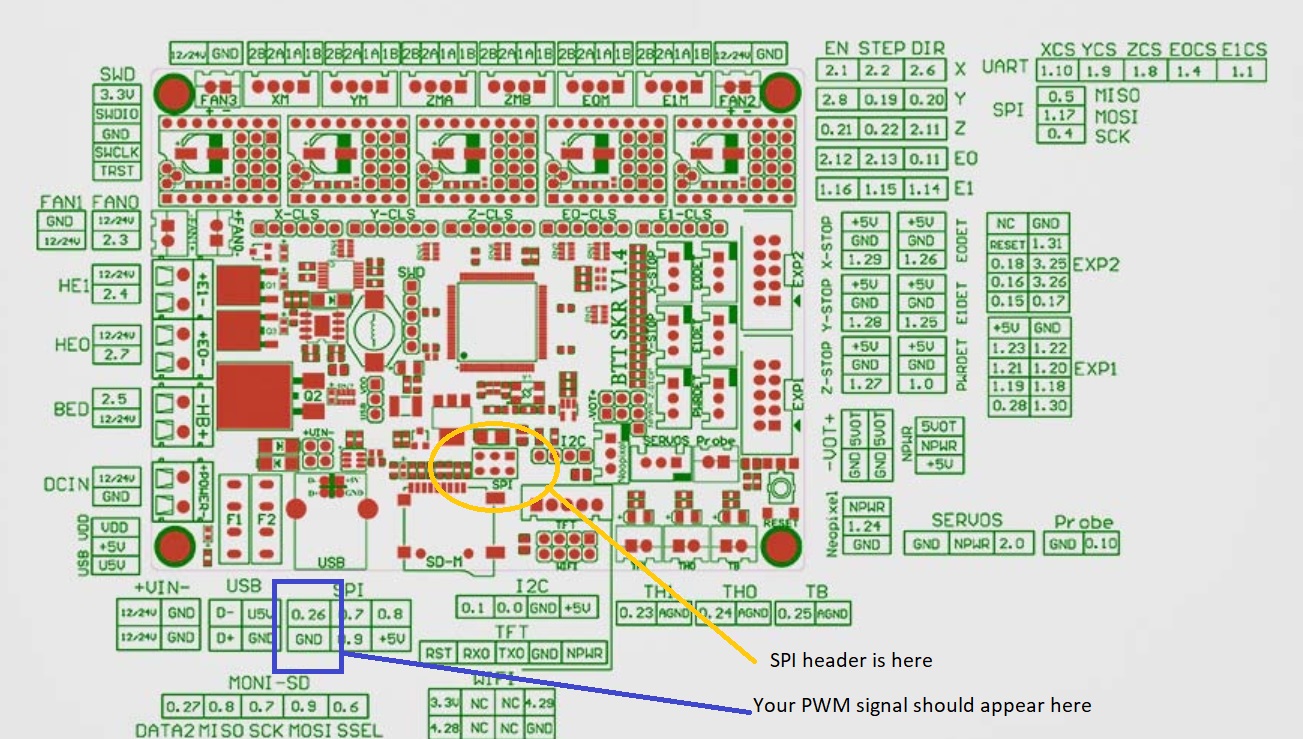 12/24V GND 2B 2A 1A 1B 2B 2A 1A 1B 2B 2A 1A 1B 2B 2A 1A 1B 2B 2A 1A 1B 2B 2A 1A 1B 12/24V GND
FAN3 XM YM ZMA ZMB E0M E1M FAN2
+ - - +
SWD
3.3V
SWDIO
GND
SWCLK
TRST
EN STEP DIR
2.1 2.2 2.6 X
2.8 0.19 0.20 Y
0.21 0.22 2.11 Z
2.12 2.13 0.11 E0
1.16 1.15 1.14 E1
XCS YCS ZCS E0CS E1CS
UART 1.10 1.9 1.8 1.4 1.1
SPI
0.5 MISO
1.17 MOSI
0.4 SCK
FAN1 FAN0
GND 12/24V
12/24V 2.3
HE1 12/24V
2.4
HE0 12/24V
2.7
BED 2.5
12/24V
DCIN 12/24V
GND
VDD VDD
+5V
USB U5V
X-CLS Y-CLS Z-CLS E0-CLS E1-CLS
FAN1 +FAN0-
+E1-
+E0-
-HB+
+POWER-
Q1
Q3
Q2
SWD
BTT SKR V1.4
X-STOP E0DET
Y-STOP E1DET
Z-STOP PWRDET
EXP2
EXP1
VDD USB
+VIN-
-VOT+
I2C
Neopixel
SERVOS Probe
SPI
D- D+ +5V GND
F1 F2
USB
SD-M
TFT
WIFI
TH1 TH0 TB
RESET
X-STOP
+5V
GND
1.29
+5V
GND
1.26
E0DET
Y-STOP
+5V
GND
1.28
+5V
GND
1.25
E1DET
Z-STOP
+5V
GND
1.27
+5V
GND
1.0
PWRDET
NC GND
RESET 1.31
0.18 3.25 EXP2
0.16 3.26
0.15 0.17
+5V GND
1.23 1.22
1.21 1.20 EXP1
1.19 1.18
0.28 1.30
-VOT+
GND 5VOT
GND 5VOT
NPWR
5VOT
NPWR
+5V
Neopixel
NPWR
1.24
GND
SERVOS
GND NPWR 2.0
Probe
GND 0.10
+VIN-
12/24V GND
12/24V GND
USB
D- U5V
D+ GND
SPI
0.26 0.7 0.8
GND 0.9 +5V
I2C
0.1 0.0 GND +5V
TFT
RST RX0 TX0 GND NPWR
TH1 TH0 TB
0.23 AGND 0.24 AGND 0.25 AGND
MONI-SD
0.27 0.8 0.7 0.9 0.6
DATA2 MISO SCK MOSI SSEL
WIFI
3.3V NC NC 4.29
4.28 NC NC GND
SPI header is here
Your PWM signal should appear here